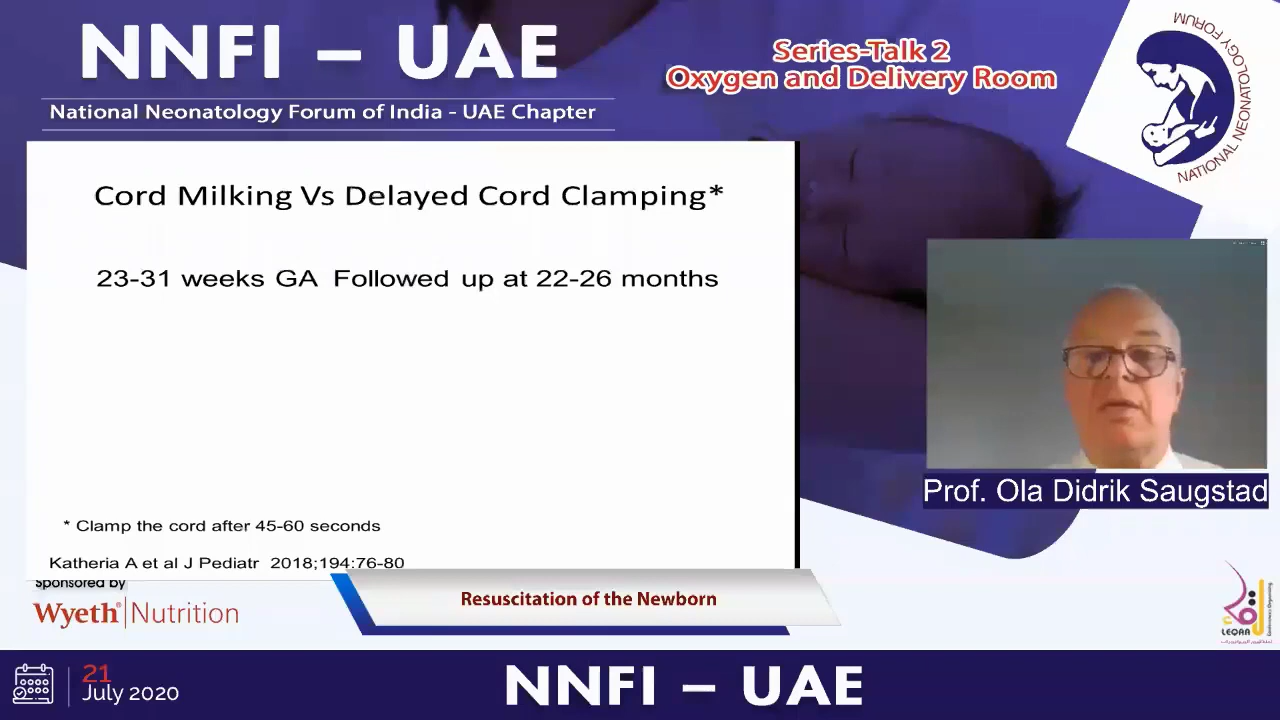 NNFI – UAE
National Neonatology Forum of India - UAE Chapter
Series-Talk 2
Oxygen and Delivery Room
NATIONAL NEONATOLOGY FORUM
Cord Milking Vs Delayed Cord Clamping*
23-31 weeks GA Followed up at 22-26 months
* Clamp the cord after 45-60 seconds
Katheria A et al J Pediatr 2018;194:76-80
Prof. Ola Didrik Saugstad
Sponsored by
Wyeth® Nutrition
Resuscitation of the Newborn
LEQAA
21
July 2020
NNFI – UAE